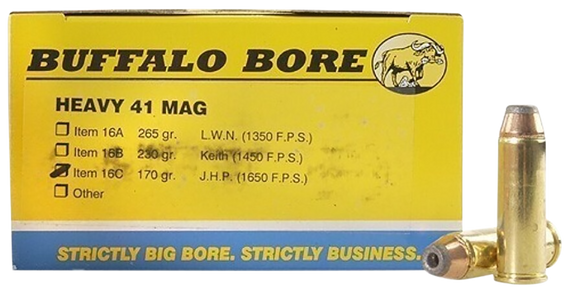 BUFFALO BORE
HEAVY 41 MAG
Item 16A 265 gr. L.W.N. (1350 F.P.S.)
Item 16B 230 gr. Keith (1450 F.P.S.)
Item 16C 170 gr. J.H.P. (1650 F.P.S.)
Other
STRICTLY BIG BORE. STRICTLY BUSINESS.